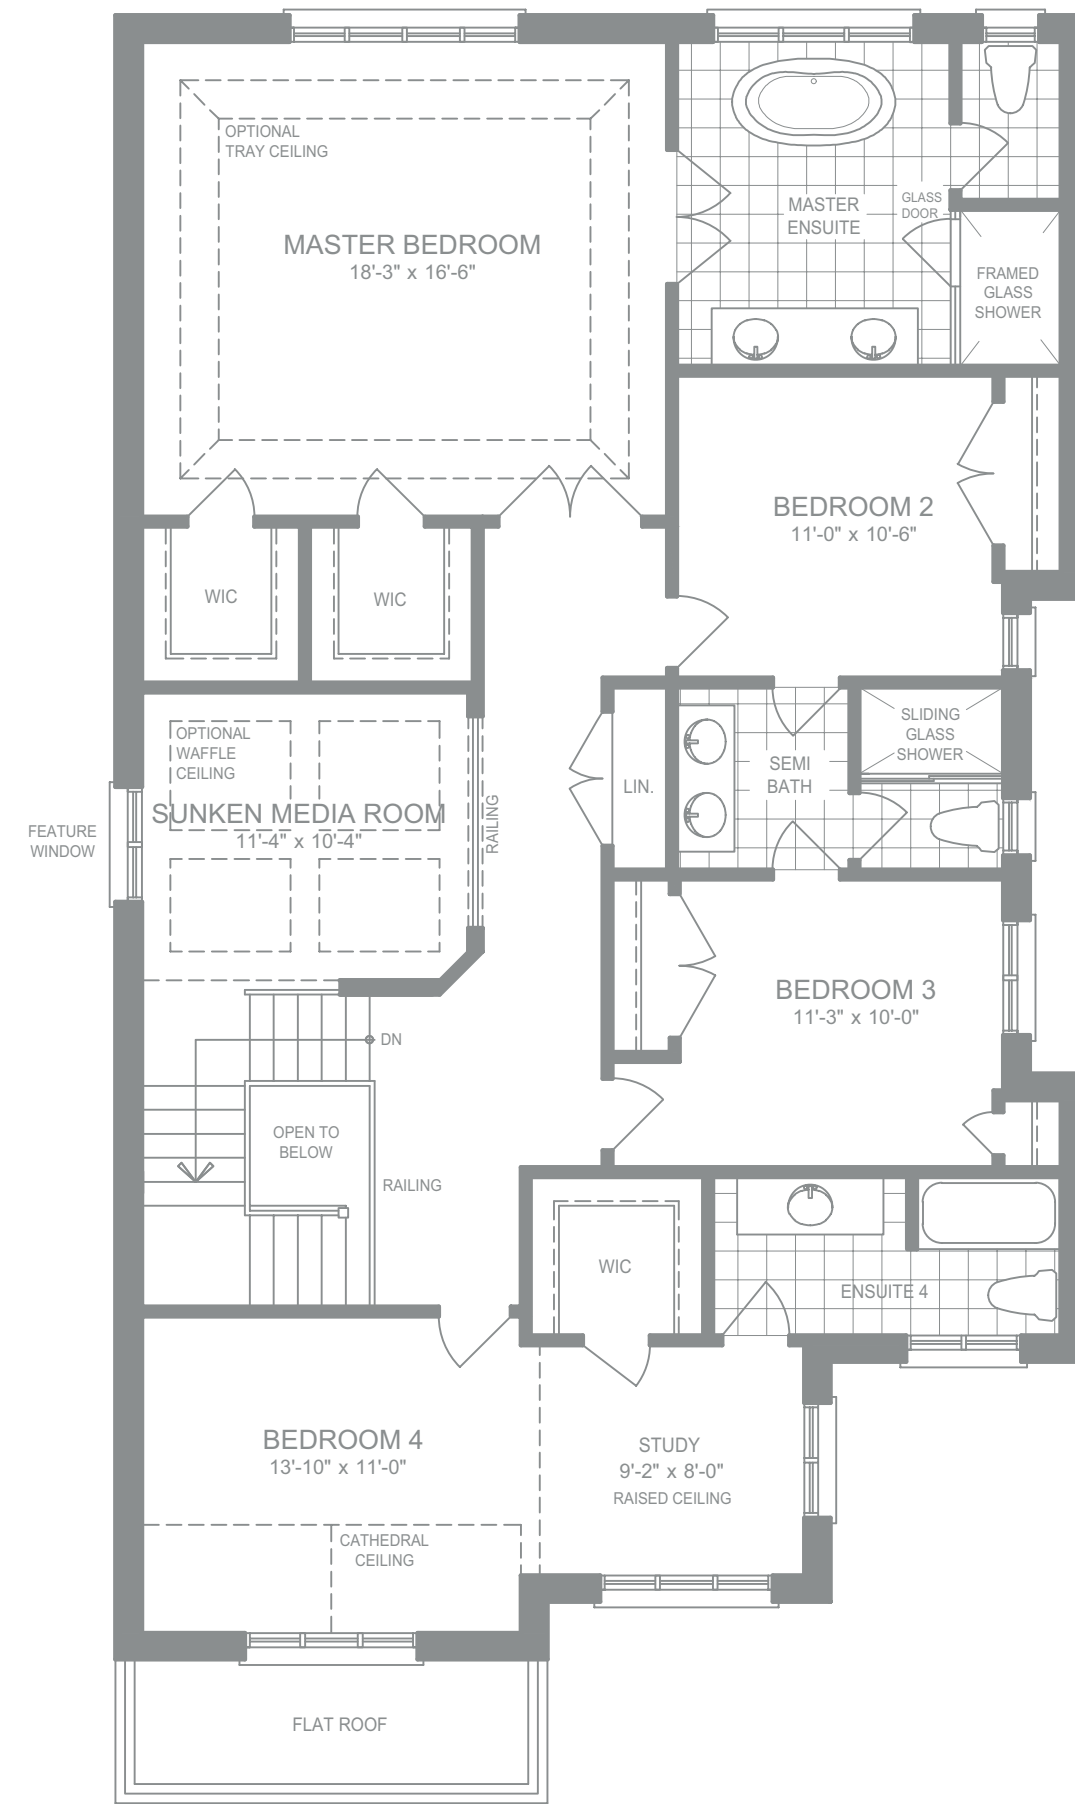 OPTIONAL
TRAY CEILING
MASTER BEDROOM
18'-3" x 16'-6"
MASTER
ENSUITE
GLASS
DOOR
FRAMED
GLASS
SHOWER
BEDROOM 2
11'-0" x 10'-6"
WIC
WIC
OPTIONAL
WAFFLE
CEILING
SUNKEN MEDIA ROOM
11'-4" x 10'-4"
FEATURE
WINDOW
RAILING
LIN.
SEMI
BATH
SLIDING
GLASS
SHOWER
BEDROOM 3
11'-3" x 10'-0"
DN
OPEN TO
BELOW
RAILING
WIC
ENSUITE 4
BEDROOM 4
13'-10" x 11'-0"
STUDY
9'-2" x 8'-0"
RAISED CEILING
CATHEDRAL
CEILING
FLAT ROOF